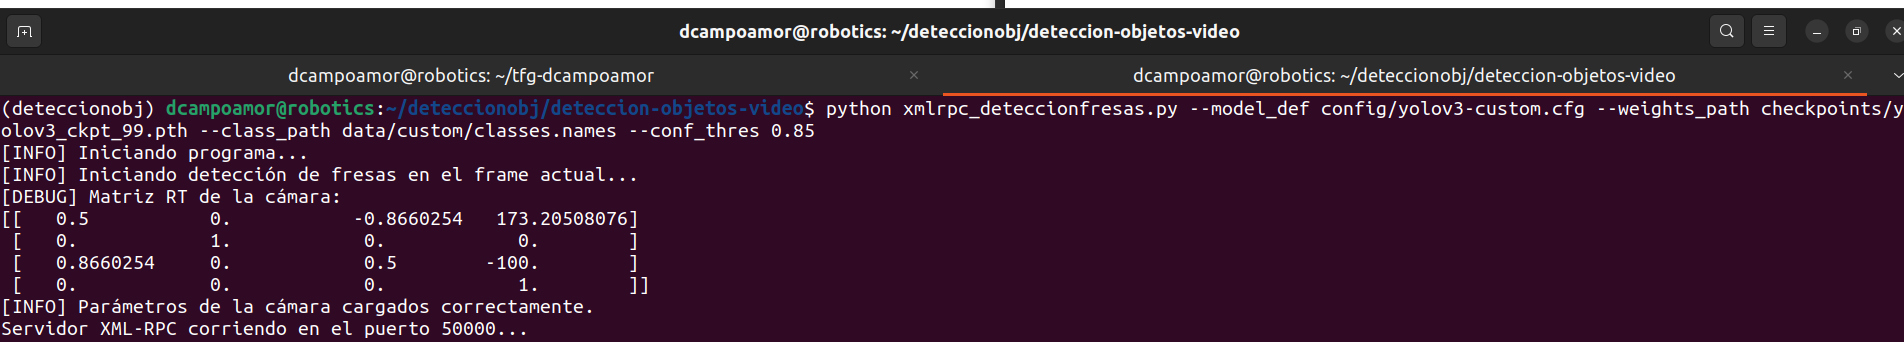 dcampoamor@robotics: ~/deteccionobj/deteccion-objetos-video
dcampoamor@robotics: ~/tfg-dcampoamor
dcampoamor@robotics: ~/deteccionobj/deteccion-objetos-video
(deteccionobj) dcampoamor@robotics:~/deteccionobj/deteccion-objetos-video$ python xmlrpc_deteccionfresas.py --model_def config/yolov3-custom.cfg --weights_path checkpoints/y
olov3_ckpt_99.pth --class_path data/custom/classes.names --conf_thres 0.85
[INFO] Iniciando programa...
[INFO] Iniciando detección de fresas en el frame actual...
[DEBUG] Matriz RT de la cámara:
[[   0.5           0.           -0.8660254   173.20508076]
 [   0.            1.            0.            0.        ]
 [   0.8660254     0.            0.5        -100.        ]
 [   0.            0.            0.            1.        ]]
[INFO] Parámetros de la cámara cargados correctamente.
Servidor XML-RPC corriendo en el puerto 50000...